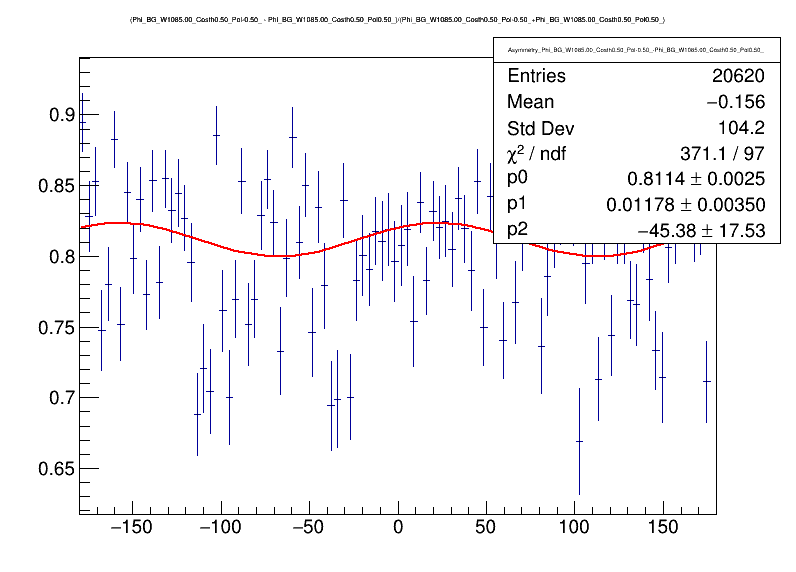 (Phi_BG_W1085.00_Costh0.50_Pol-0.50_ - Phi_BG_W1085.00_Costh0.50_Pol0.50_)/(Phi_BG_W1085.00_Costh0.50_Pol-0.50_+Phi_BG_W1085.00_Costh0.50_Pol0.50_)
Asymmetry_Phi_BG_W1085.00_Costh0.50_Pol-0.50_-Phi_BG_W1085.00_Costh0.50_Pol0.50_
Entries 20620
Mean −0.156
Std Dev 104.2
χ² / ndf 371.1 / 97
p0 0.8114 ± 0.0025
p1 0.01178 ± 0.00350
p2 −45.38 ± 17.53
0.9
0.85
0.8
0.75
0.7
0.65
−150 −100 −50 0 50 100 150